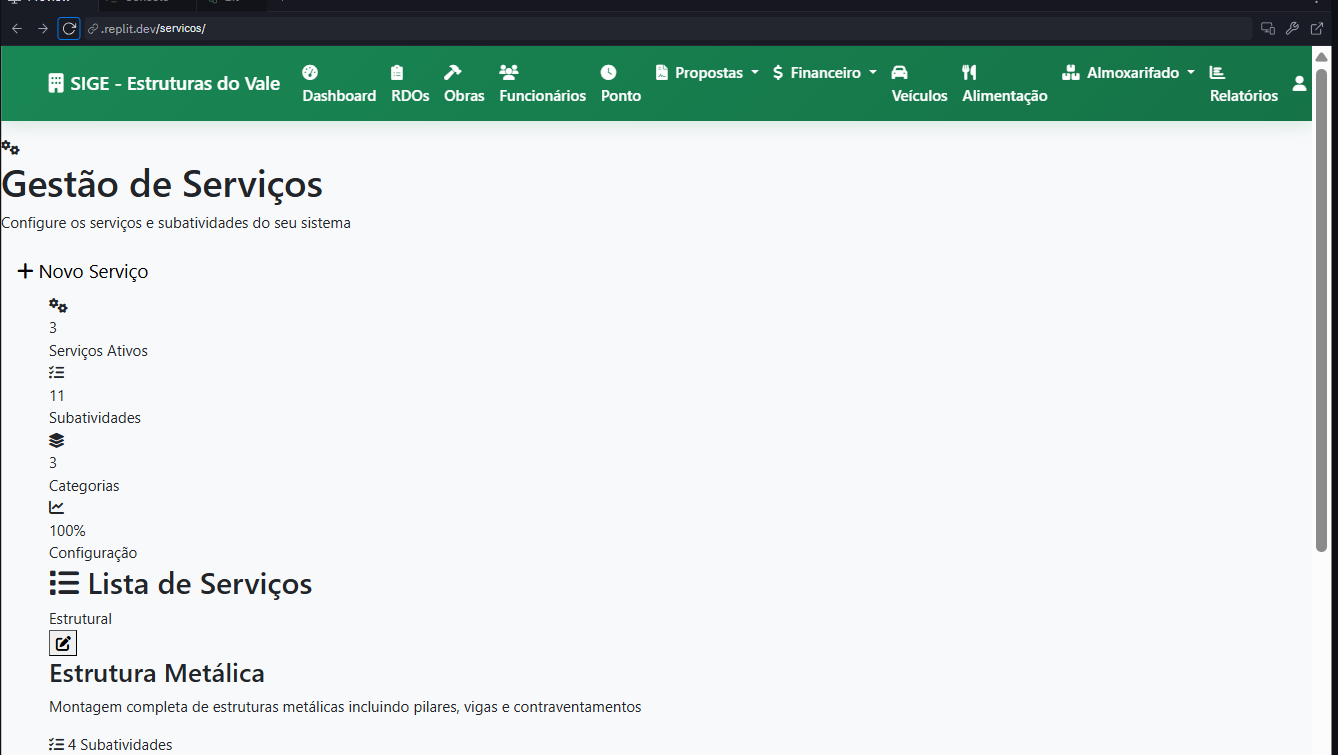 .replit.dev/servicos/
SIGE - Estruturas do Vale
Dashboard
RDOs
Obras
Funcionários
Ponto
Propostas
Financeiro
Veículos
Alimentação
Almoxarifado
Relatórios
Gestão de Serviços
Configure os serviços e subatividades do seu sistema
Novo Serviço
3
Serviços Ativos
11
Subatividades
3
Categorias
100%
Configuração
Lista de Serviços
Estrutural
Estrutura Metálica
Montagem completa de estruturas metálicas incluindo pilares, vigas e contraventamentos
4 Subatividades